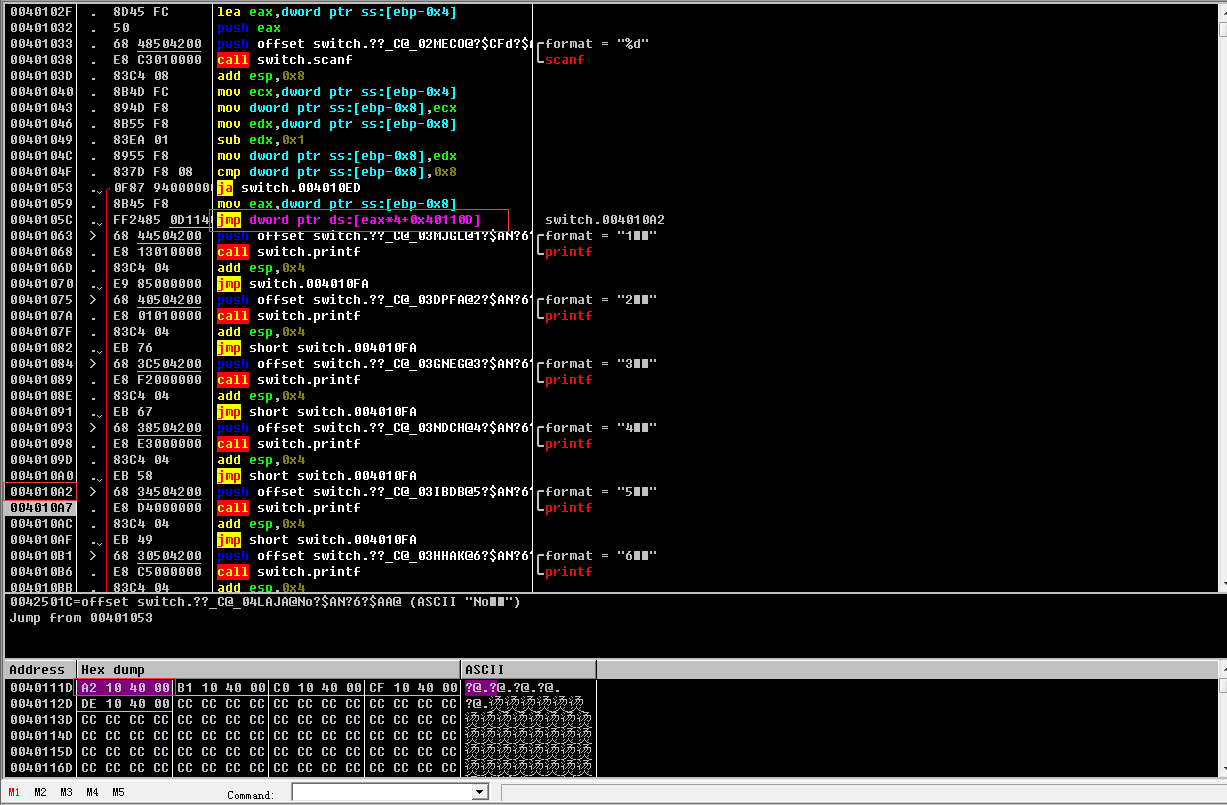 0040102F . 8D45 FC lea eax,dword ptr ss:[ebp-0x4]
00401032 . 50 push eax
00401033 . 68 48504200 push offset switch.??_C@_02MECO@?$CFd?$ format = "%d"
00401038 . E8 C3010000 call switch.scanf scanf
0040103D . 83C4 08 add esp,0x8
00401040 . 8B4D FC mov ecx,dword ptr ss:[ebp-0x4]
00401043 . 894D F8 mov dword ptr ss:[ebp-0x8],ecx
00401046 . 8B55 F8 mov edx,dword ptr ss:[ebp-0x8]
00401049 . 83EA 01 sub edx,0x1
0040104C . 8955 F8 mov dword ptr ss:[ebp-0x8],edx
0040104F . 837D F8 08 cmp dword ptr ss:[ebp-0x8],0x8
00401053 . 0F87 9400000 ja switch.004010ED
00401059 . 8B45 F8 mov eax,dword ptr ss:[ebp-0x8]
0040105C . FF2485 0D114 jmp dword ptr ds:[eax*4+0x40110D] switch.004010A2
00401063 > 68 44504200 push offset switch.??_C@_03MJGL@1?$AN?6 format = "1
00401068 . E8 13010000 call switch.printf printf
0040106D . 83C4 04 add esp,0x4
00401070 . E9 85000000 jmp switch.004010FA
00401075 > 68 40504200 push offset switch.??_C@_03DPFA@2?$AN?6 format = "2
0040107A . E8 01010000 call switch.printf printf
0040107F . 83C4 04 add esp,0x4
00401082 . EB 76 jmp short switch.004010FA
00401084 > 68 3C504200 push offset switch.??_C@_03GNEG@3?$AN?6 format = "3
00401089 . E8 F2000000 call switch.printf printf
0040108E . 83C4 04 add esp,0x4
00401091 . EB 67 jmp short switch.004010FA
00401093 > 68 38504200 push offset switch.??_C@_03NDCH@4?$AN?6 format = "4
00401098 . E8 E3000000 call switch.printf printf
0040109D . 83C4 04 add esp,0x4
004010A0 . EB 58 jmp short switch.004010FA
004010A2 > 68 34504200 push offset switch.??_C@_03IBDB@5?$AN?6 format = "5
004010A7 . E8 D4000000 call switch.printf printf
004010AC . 83C4 04 add esp,0x4
004010AF . EB 49 jmp short switch.004010FA
004010B1 > 68 30504200 push offset switch.??_C@_03HHAK@6?$AN?6 format = "6
004010B6 . E8 C5000000 call switch.printf printf
004010BB . 83C4 04 add esp,0x4
0042501C=offset switch.??_C@_04LAJA@No?$AN?6?$AA@ (ASCII "No
Jump from 00401053
Address Hex dump ASCII
0040111D A2 10 40 00 B1 10 40 00 C0 10 40 00 CF 10 40 00 ?@.?@.?@.?@.
0040112D DE 10 40 00 CC CC CC CC CC CC CC CC CC CC CC CC ?@.烫烫烫烫烫烫
0040113D CC CC CC CC CC CC CC CC CC CC CC CC CC CC CC CC 烫烫烫烫烫烫烫烫
0040114D CC CC CC CC CC CC CC CC CC CC CC CC CC CC CC CC 烫烫烫烫烫烫烫烫
0040115D CC CC CC CC CC CC CC CC CC CC CC CC CC CC CC CC 烫烫烫烫烫烫烫烫
0040116D CC CC CC CC CC CC CC CC CC CC CC CC CC CC CC CC 烫烫烫烫烫烫烫烫
M1 M2 M3 M4 M5 Command: